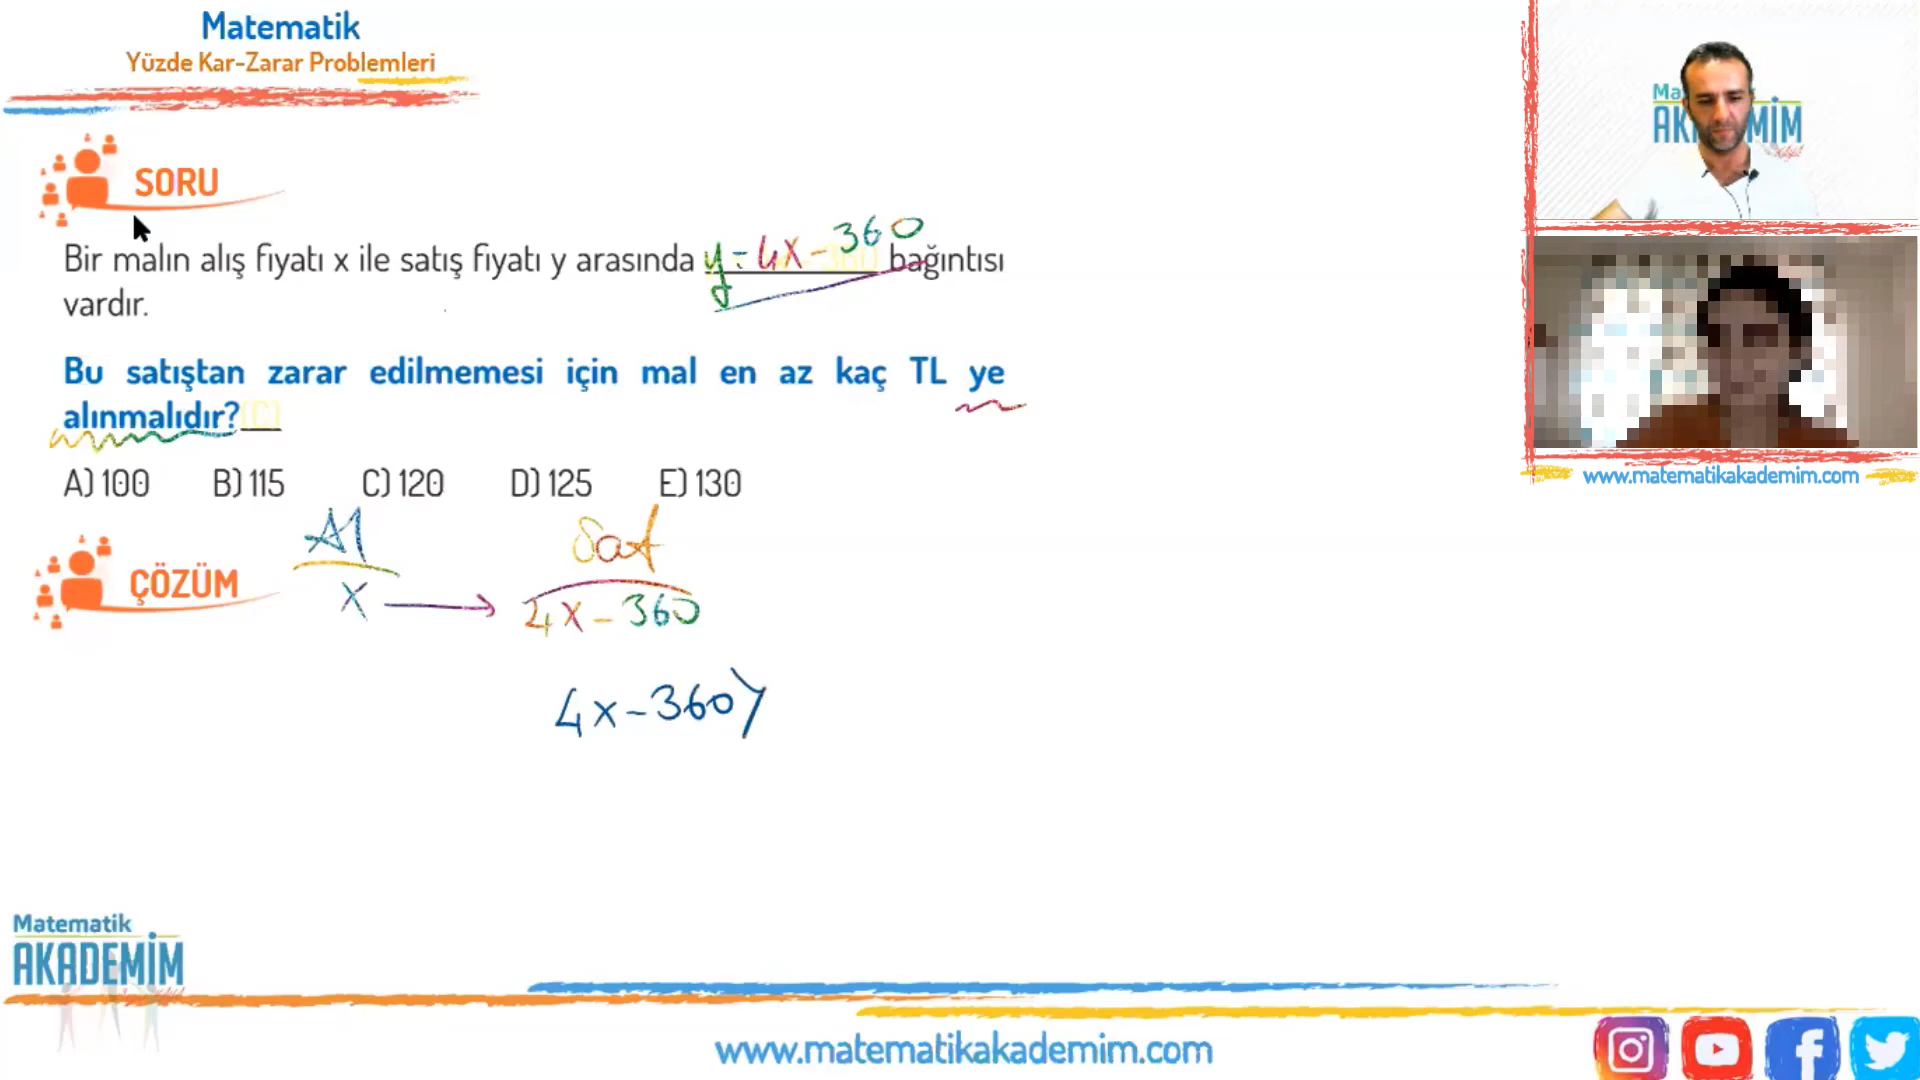 Matematik
Yüzde Kar-Zarar Problemleri
SORU
Bir malın alış fiyatı x ile satış fiyatı y arasında y = 4x - 360 bağıntısı
vardır.
Bu satıştan zarar edilmemesi için mal en az kaç TL ye
alınmalıdır? (C)
A) 100 B) 115 C) 120 D) 125 E) 130
Al Sat
ÇÖZÜM
x → 4x - 360
4x - 360 >
AKADEMİM
www.matematikakademim.com
Matematik
AKADEMİM
www.matematikakademim.com